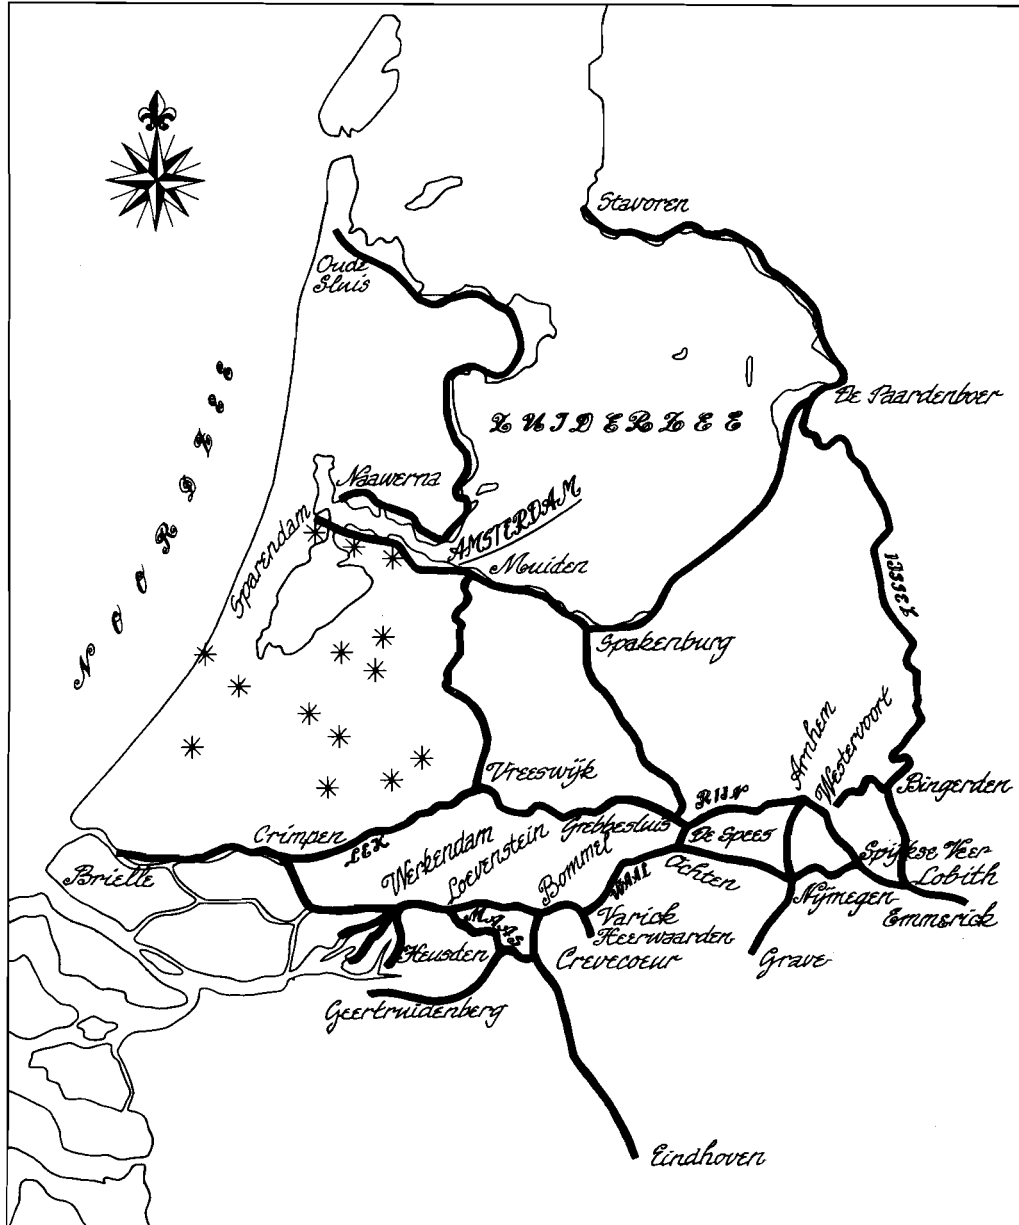 Stavoren
Oude
Sluis
De Paardenboer
ZUIDERZEE
NOORDZEE
Naawerna
AMSTERDAM
Sparendam
Muiden
IJSSEL
Spakenburg
Arnhem
Westervoort
Vreeswijk
Bingerden
RIJN
Crimpen
LEK
Grebbesluis
De Spees
Werkendam
Loevenstein
Bommel
Spijkse Veer
Lobith
Brielle
WAAL
Ochten
Nijmegen
Emmerick
MAAS
Varick
Heerwaarden
Heusden
Crevecoeur
Grave
Geertruidenberg
Eindhoven